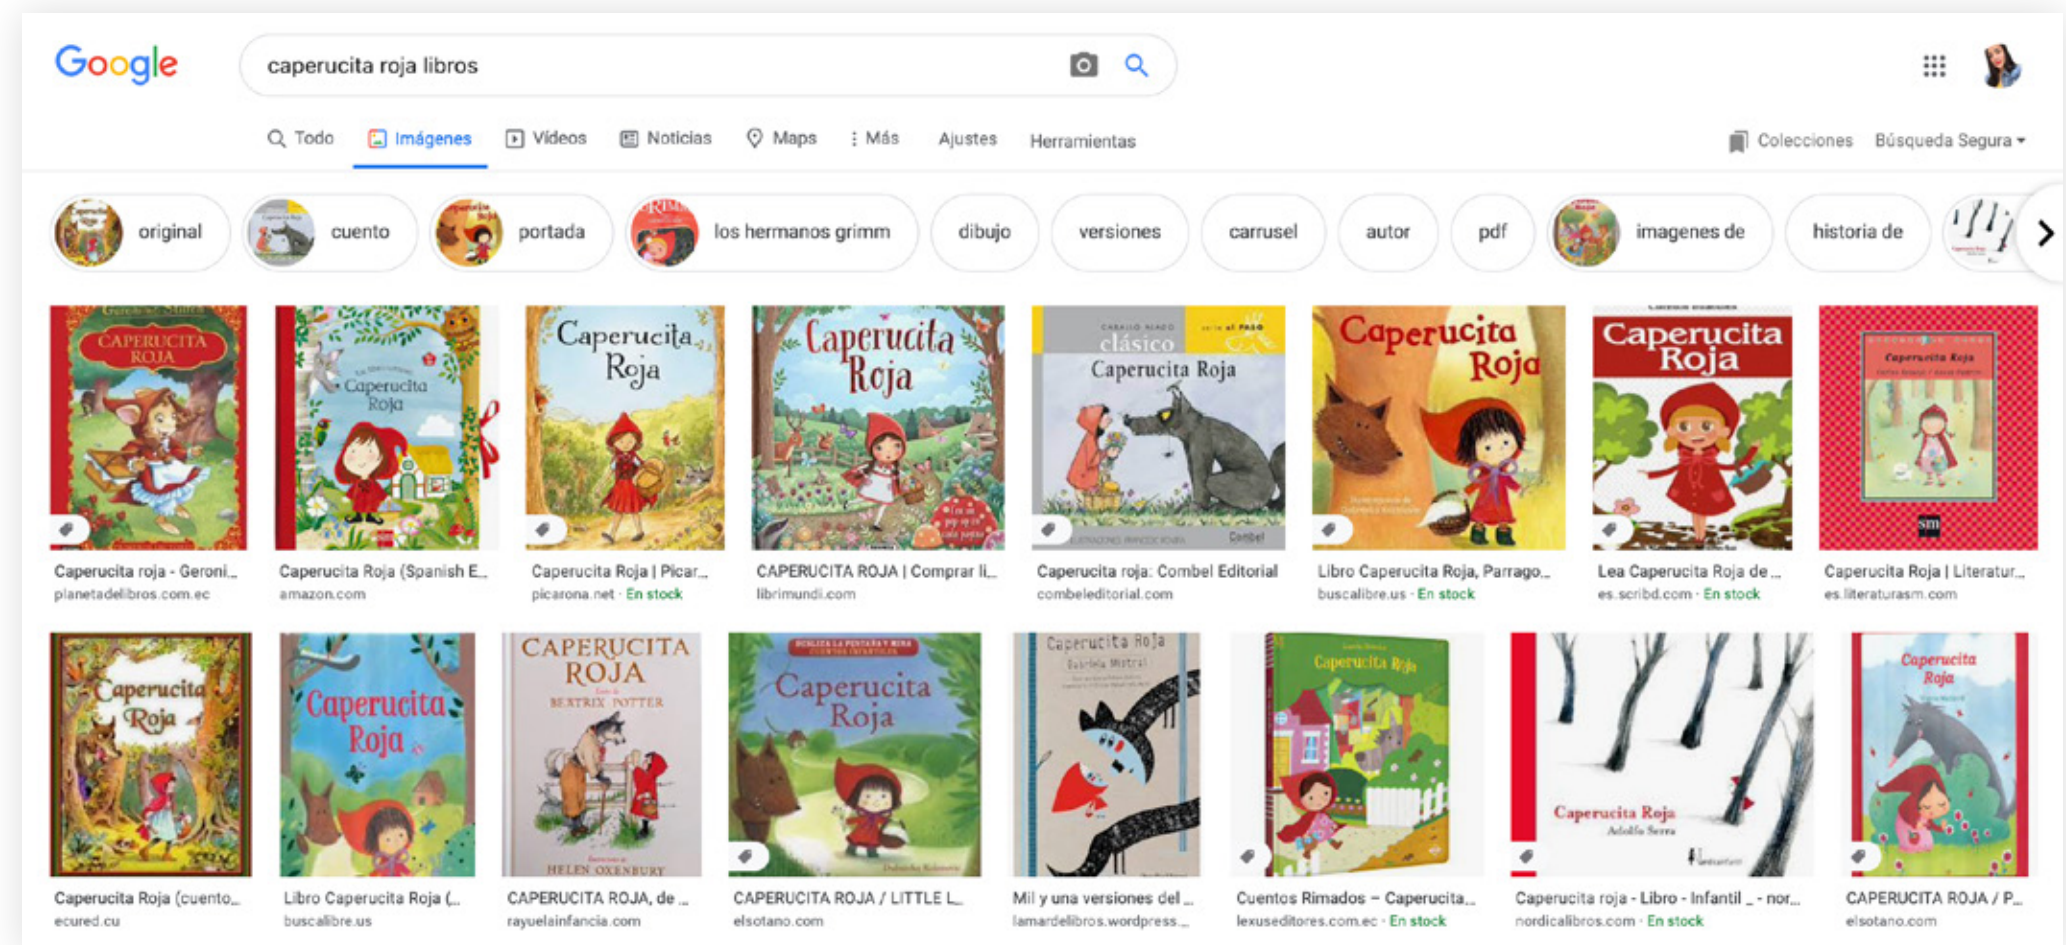 Google
caperucita roja libros
Todo
Imágenes
Vídeos
Noticias
Maps
Más
Ajustes
Herramientas
Colecciones
Búsqueda Segura
original
cuento
portada
los hermanos grimm
dibujo
versiones
carrusel
autor
pdf
imagenes de
historia de
CAPERUCITA
ROJA
Caperucita
Roja
Caperucita
Roja
Caperucita
Roja
clásico
Caperucita Roja
Combel
Caperucita
Roja
Caperucita
Roja
Caperucita Roja
sm
Caperucita roja - Geroni...
planetadelibros.com.ec
Caperucita Roja (Spanish E...
amazon.com
Caperucita Roja | Picar...
picarona.net · En stock
CAPERUCITA ROJA | Comprar li...
librimundi.com
Caperucita roja: Combel Editorial
combeleditorial.com
Libro Caperucita Roja, Parrago...
buscalibre.us · En stock
Lea Caperucita Roja de ...
es.scribd.com · En stock
Caperucita Roja | Literatur...
es.literaturasm.com
Caperucita
Roja
Caperucita
Roja
CAPERUCITA
ROJA
BEATRIX POTTER
HELEN OXENBURY
Caperucita
Roja
Caperucita Roja
Gabriela Mistral
Caperucita Roja
Caperucita Roja
Adolfo Serra
Caperucita
Roja
Caperucita Roja (cuento...
ecured.cu
Libro Caperucita Roja (...
buscalibre.us
CAPERUCITA ROJA, de ...
rayuelainfancia.com
CAPERUCITA ROJA / LITTLE L...
elsotano.com
Mil y una versiones del ...
lamardelibros.wordpress...
Cuentos Rimados – Caperucita...
lexuseditores.com.ec · En stock
Caperucita roja - Libro - Infantil _ - nor...
nordicalibros.com · En stock
CAPERUCITA ROJA / P...
elsotano.com